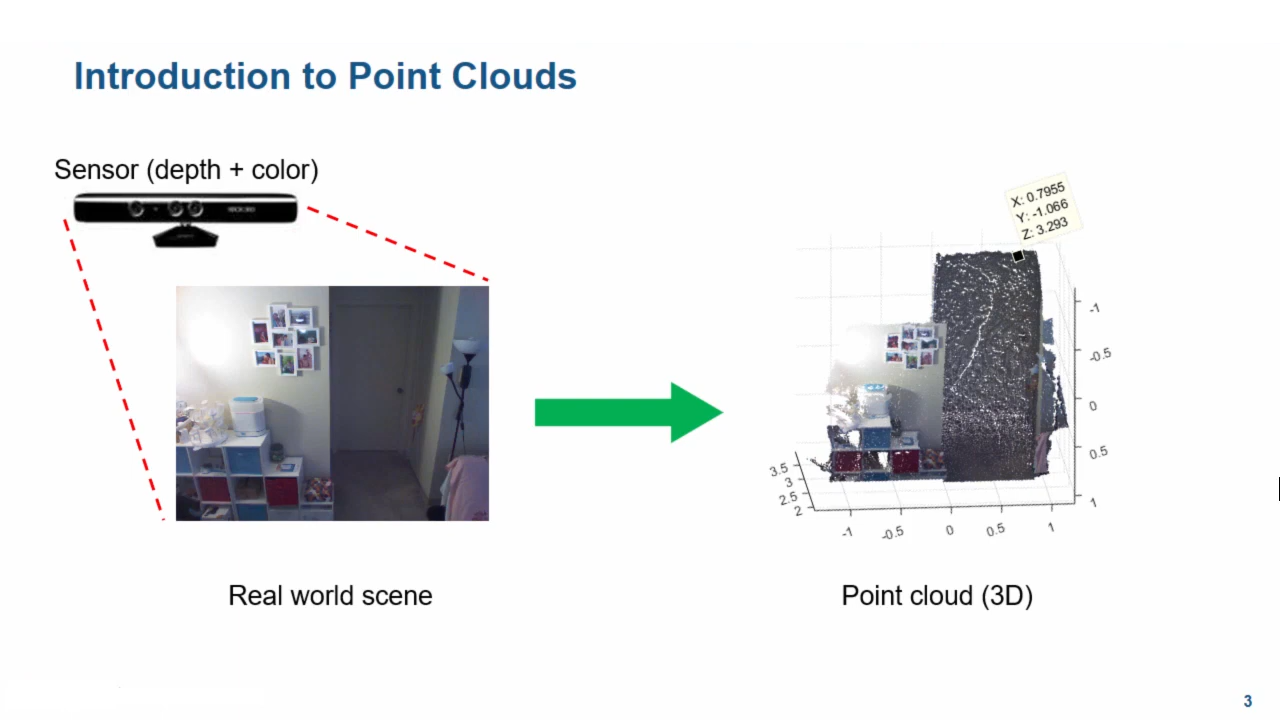 Introduction to Point Clouds
Sensor (depth + color)
XBOX 360
X: 0.7955
Y: -1.066
Z: 3.293
-1
-0.5
0
0.5
1
3.5
3
2.5
2
-1
-0.5
0
0.5
1
Real world scene
Point cloud (3D)
3